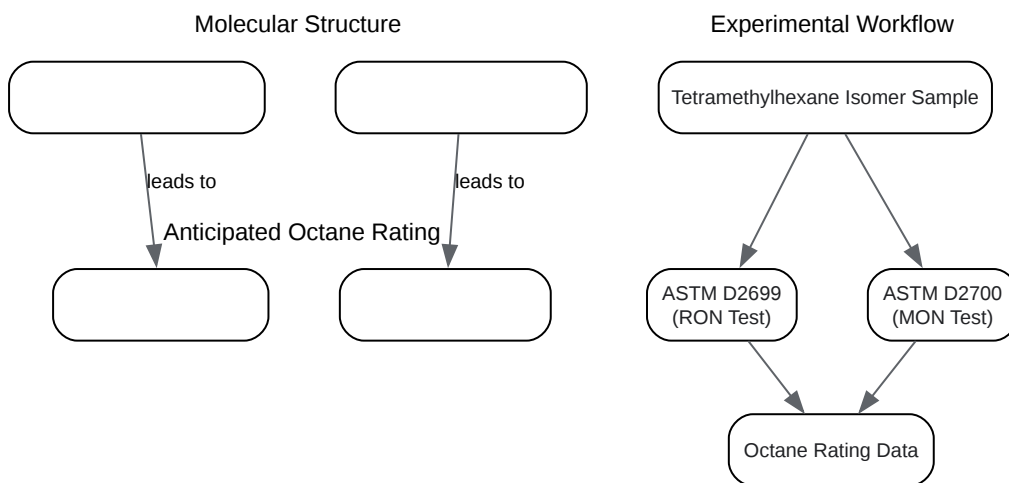 Molecular Structure
leads to
leads to
Anticipated Octane Rating
Experimental Workflow
Tetramethylhexane Isomer Sample
ASTM D2699
(RON Test)
ASTM D2700
(MON Test)
Octane Rating Data